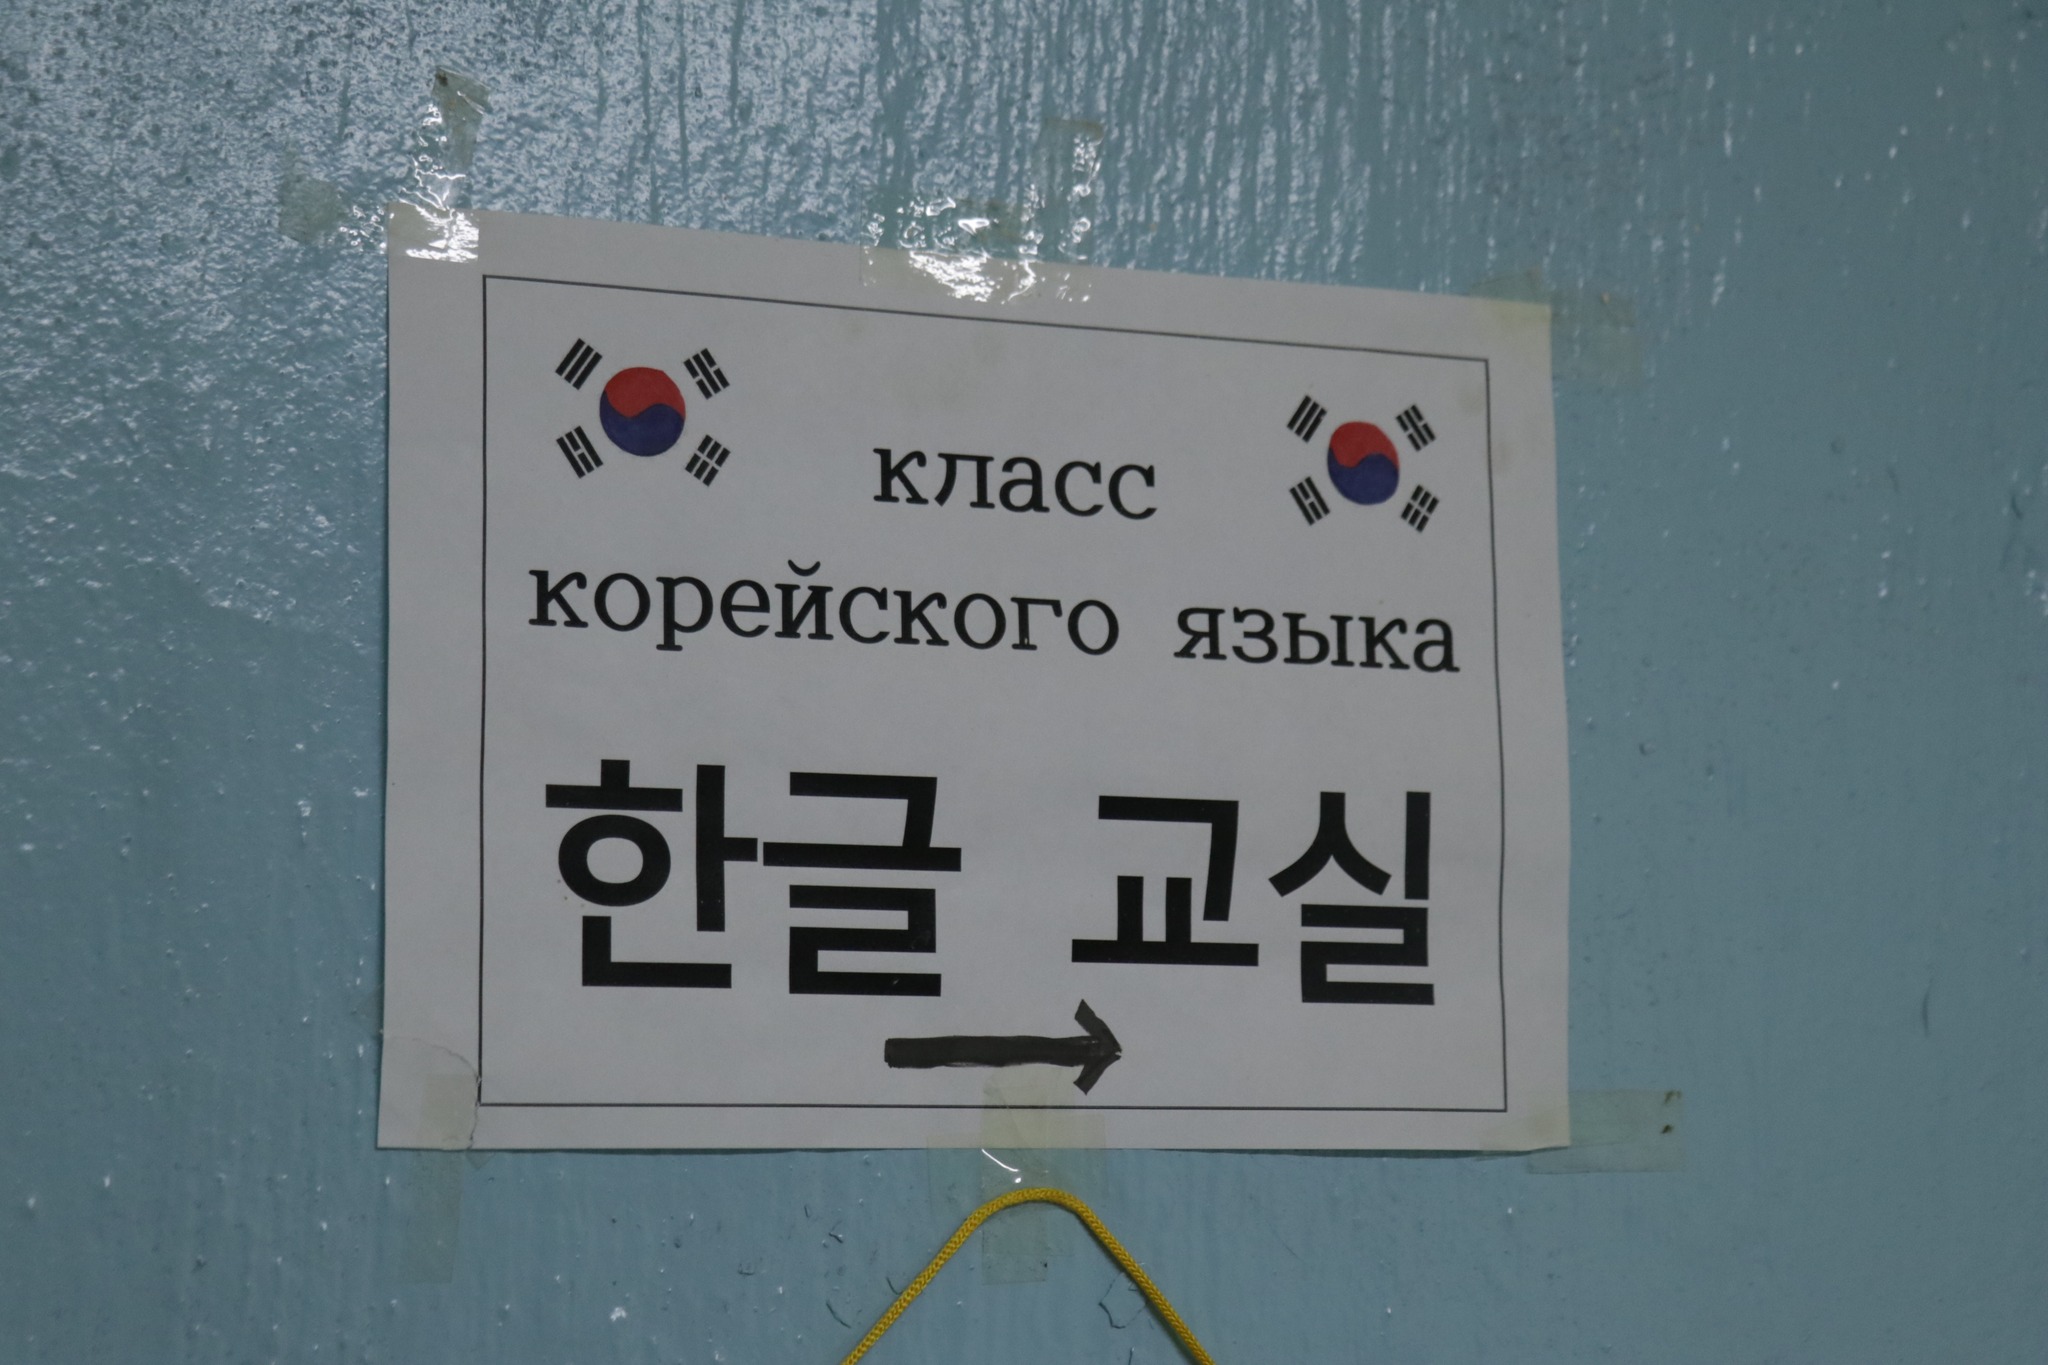 класс
корейского языка
한글 교실